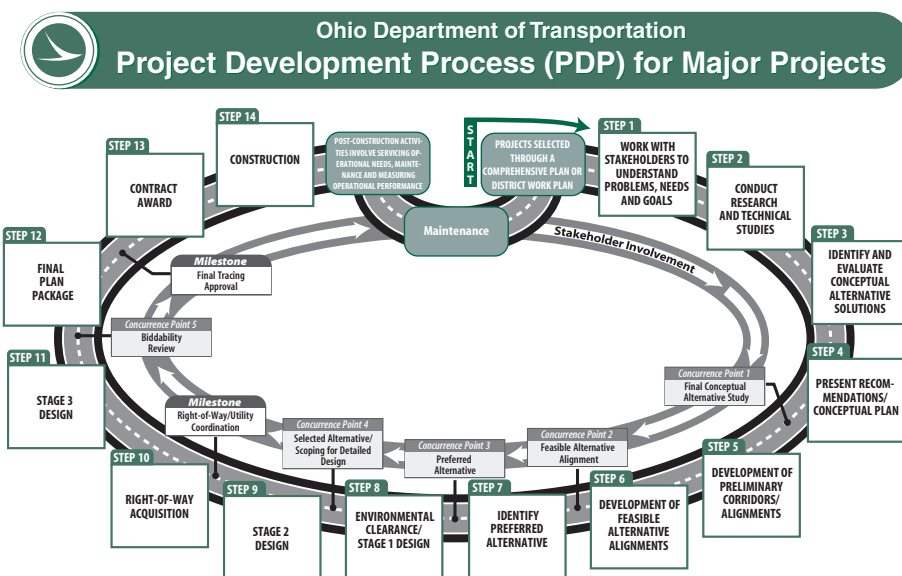 Ohio Department of Transportation
Project Development Process (PDP) for Major Projects
START
POST-CONSTRUCTION ACTIVI-
TIES INVOLVE SERVICING OP-
ERATIONAL NEEDS, MAINTE-
NANCE AND MEASURING
OPERATIONAL PERFORMANCE
PROJECTS SELECTED
THROUGH A
COMPREHENSIVE PLAN OR
DISTRICT WORK PLAN
Maintenance
Stakeholder Involvement
STEP 1
WORK WITH
STAKEHOLDERS TO
UNDERSTAND
PROBLEMS, NEEDS
AND GOALS
STEP 2
CONDUCT
RESEARCH
AND TECHNICAL
STUDIES
STEP 3
IDENTIFY AND
EVALUATE
CONCEPTUAL
ALTERNATIVE
SOLUTIONS
STEP 4
PRESENT RECOM-
MENDATIONS/
CONCEPTUAL PLAN
Concurrence Point 1
Final Conceptual
Alternative Study
STEP 5
DEVELOPMENT OF
PRELIMINARY
CORRIDORS/
ALIGNMENTS
STEP 6
DEVELOPMENT OF
FEASIBLE
ALTERNATIVE
ALIGNMENTS
Concurrence Point 2
Feasible Alternative
Alignment
STEP 7
IDENTIFY
PREFERRED
ALTERNATIVE
Concurrence Point 3
Preferred
Alternative
STEP 8
ENVIRONMENTAL
CLEARANCE/
STAGE 1 DESIGN
Concurrence Point 4
Selected Alternative/
Scoping for Detailed
Design
STEP 9
STAGE 2
DESIGN
STEP 10
RIGHT-OF-WAY
ACQUISITION
Milestone
Right-of-Way/Utility
Coordination
STEP 11
STAGE 3
DESIGN
Concurrence Point 5
Biddability
Review
STEP 12
FINAL
PLAN
PACKAGE
Milestone
Final Tracing
Approval
STEP 13
CONTRACT
AWARD
STEP 14
CONSTRUCTION